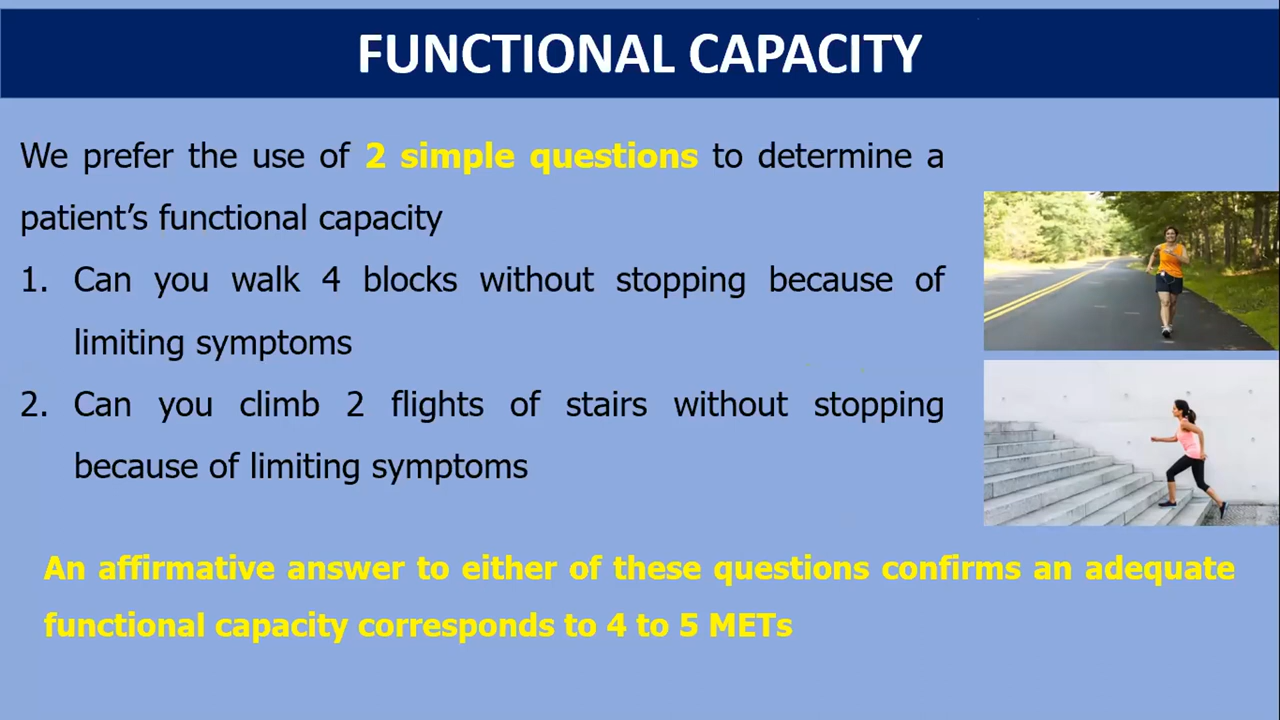 FUNCTIONAL CAPACITY
We prefer the use of 2 simple questions to determine a
patient’s functional capacity
1. Can you walk 4 blocks without stopping because of
limiting symptoms
2. Can you climb 2 flights of stairs without stopping
because of limiting symptoms
An affirmative answer to either of these questions confirms an adequate
functional capacity corresponds to 4 to 5 METs